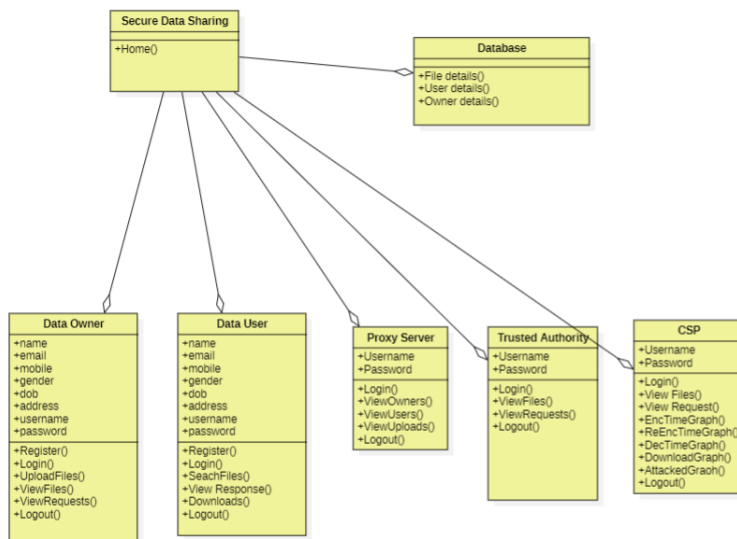 Secure Data Sharing
+Home()
Database
+File details()
+User details()
+Owner details()
Data Owner
+name
+email
+mobile
+gender
+dob
+address
+username
+password
+Register()
+Login()
+UploadFiles()
+ViewFiles()
+ViewRequests()
+Logout()
Data User
+name
+email
+mobile
+gender
+dob
+address
+username
+password
+Register()
+Login()
+SeachFiles()
+View Response()
+Downloads()
+Logout()
Proxy Server
+Username
+Password
+Login()
+ViewOwners()
+ViewUsers()
+ViewUploads()
+Logout()
Trusted Authority
+Username
+Password
+Login()
+ViewFiles()
+ViewRequests()
+Logout()
CSP
+Username
+Password
+Login()
+View Files()
+View Request()
+EncTimeGraph()
+ReEncTimeGraph()
+DecTimeGraph()
+DownloadGraph()
+AttackedGraoh()
+Logout()